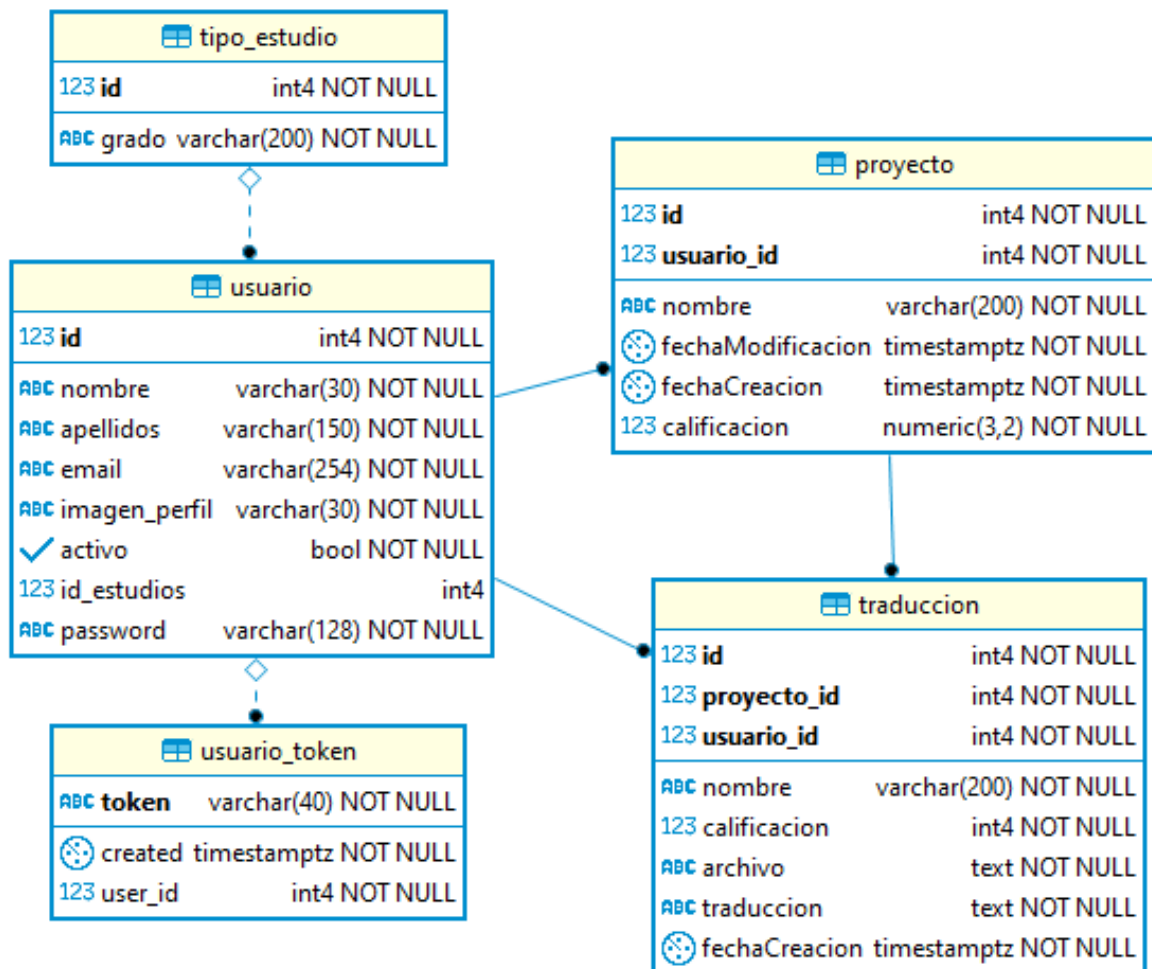 tipo_estudio
123 id int4 NOT NULL
ABC grado varchar(200) NOT NULL
proyecto
123 id int4 NOT NULL
123 usuario_id int4 NOT NULL
ABC nombre varchar(200) NOT NULL
fechaModificacion timestamptz NOT NULL
fechaCreacion timestamptz NOT NULL
123 calificacion numeric(3,2) NOT NULL
usuario
123 id int4 NOT NULL
ABC nombre varchar(30) NOT NULL
ABC apellidos varchar(150) NOT NULL
ABC email varchar(254) NOT NULL
ABC imagen_perfil varchar(30) NOT NULL
activo bool NOT NULL
123 id_estudios int4
ABC password varchar(128) NOT NULL
traduccion
123 id int4 NOT NULL
123 proyecto_id int4 NOT NULL
123 usuario_id int4 NOT NULL
ABC nombre varchar(200) NOT NULL
123 calificacion int4 NOT NULL
ABC archivo text NOT NULL
ABC traduccion text NOT NULL
fechaCreacion timestamptz NOT NULL
usuario_token
ABC token varchar(40) NOT NULL
created timestamptz NOT NULL
123 user_id int4 NOT NULL